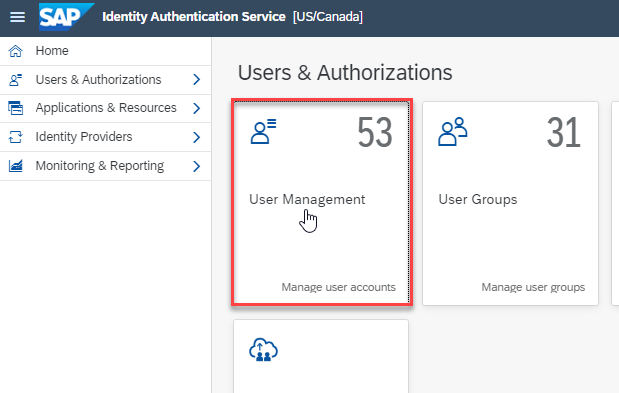 SAP Identity Authentication Service [US/Canada]
Home
Users & Authorizations
Applications & Resources
Identity Providers
Monitoring & Reporting
Users & Authorizations
53
User Management
Manage user accounts
31
User Groups
Manage user groups